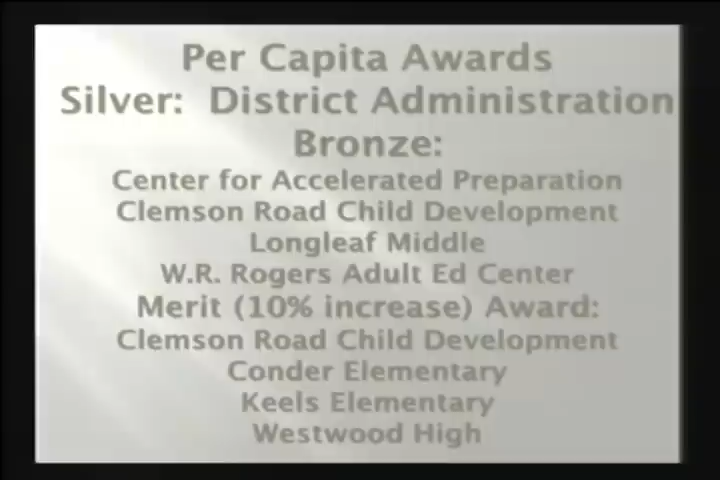 Per Capita Awards
Silver: District Administration
Bronze:
Center for Accelerated Preparation
Clemson Road Child Development
Longleaf Middle
W.R. Rogers Adult Ed Center
Merit (10% increase) Award:
Clemson Road Child Development
Conder Elementary
Keels Elementary
Westwood High